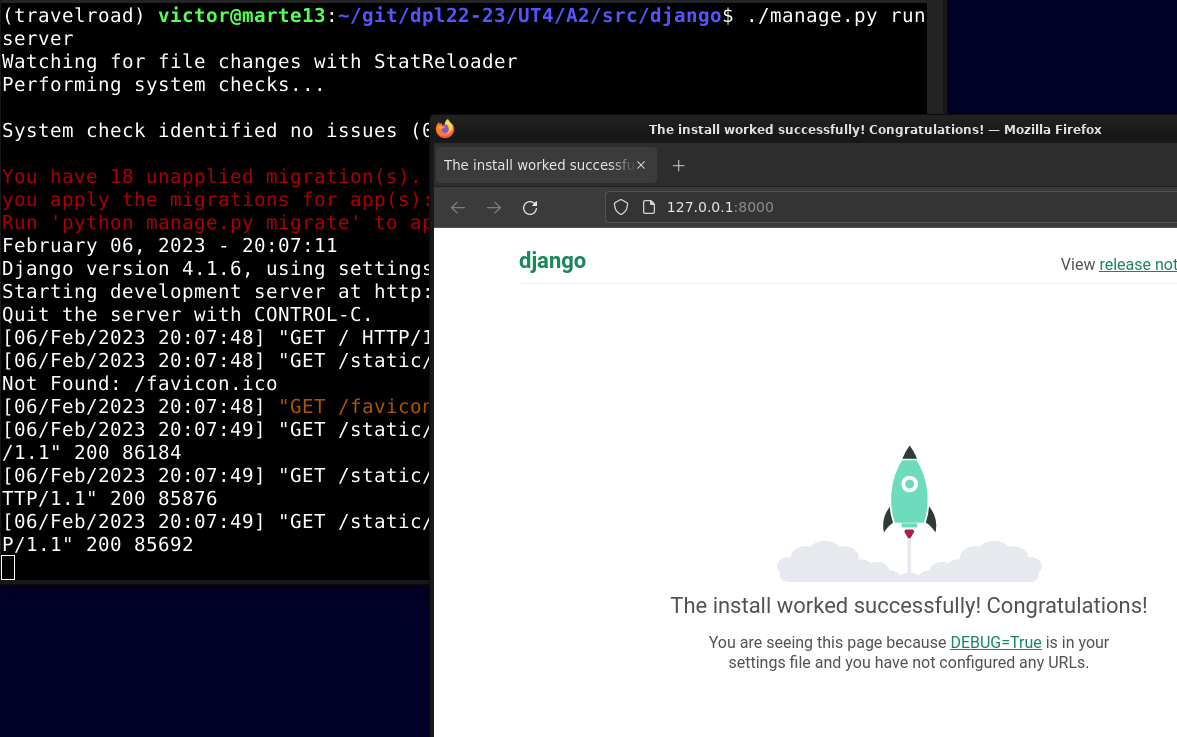 (travelroad) victor@marte13:~/git/dpl22-23/UT4/A2/src/django$ ./manage.py run
server
Watching for file changes with StatReloader
Performing system checks...
System check identified no issues (0
You have 18 unapplied migration(s).
you apply the migrations for app(s):
Run 'python manage.py migrate' to ap
February 06, 2023 - 20:07:11
Django version 4.1.6, using settings
Starting development server at http:
Quit the server with CONTROL-C.
[06/Feb/2023 20:07:48] "GET / HTTP/1
[06/Feb/2023 20:07:48] "GET /static/
Not Found: /favicon.ico
[06/Feb/2023 20:07:48] "GET /favicon
[06/Feb/2023 20:07:49] "GET /static/
/1.1" 200 86184
[06/Feb/2023 20:07:49] "GET /static/
TTP/1.1" 200 85876
[06/Feb/2023 20:07:49] "GET /static/
P/1.1" 200 85692
The install worked successfully! Congratulations! — Mozilla Firefox
The install worked successfu
127.0.0.1:8000
django
View release not
The install worked successfully! Congratulations!
You are seeing this page because DEBUG=True is in your
settings file and you have not configured any URLs.